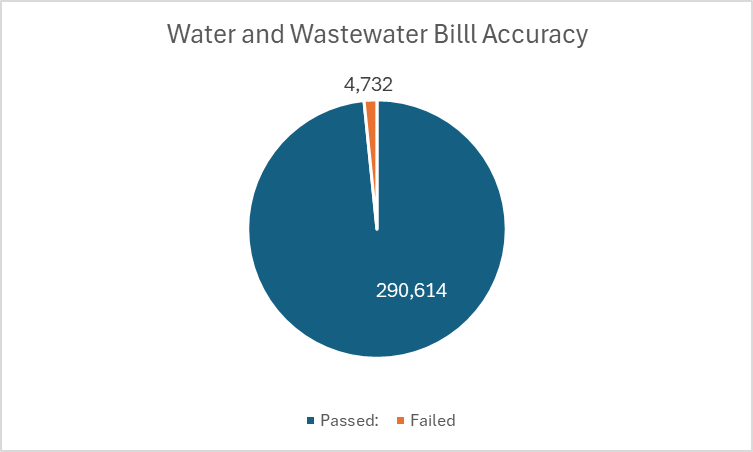 Water and Wastewater Billl Accuracy
4,732
290,614
Passed: Failed